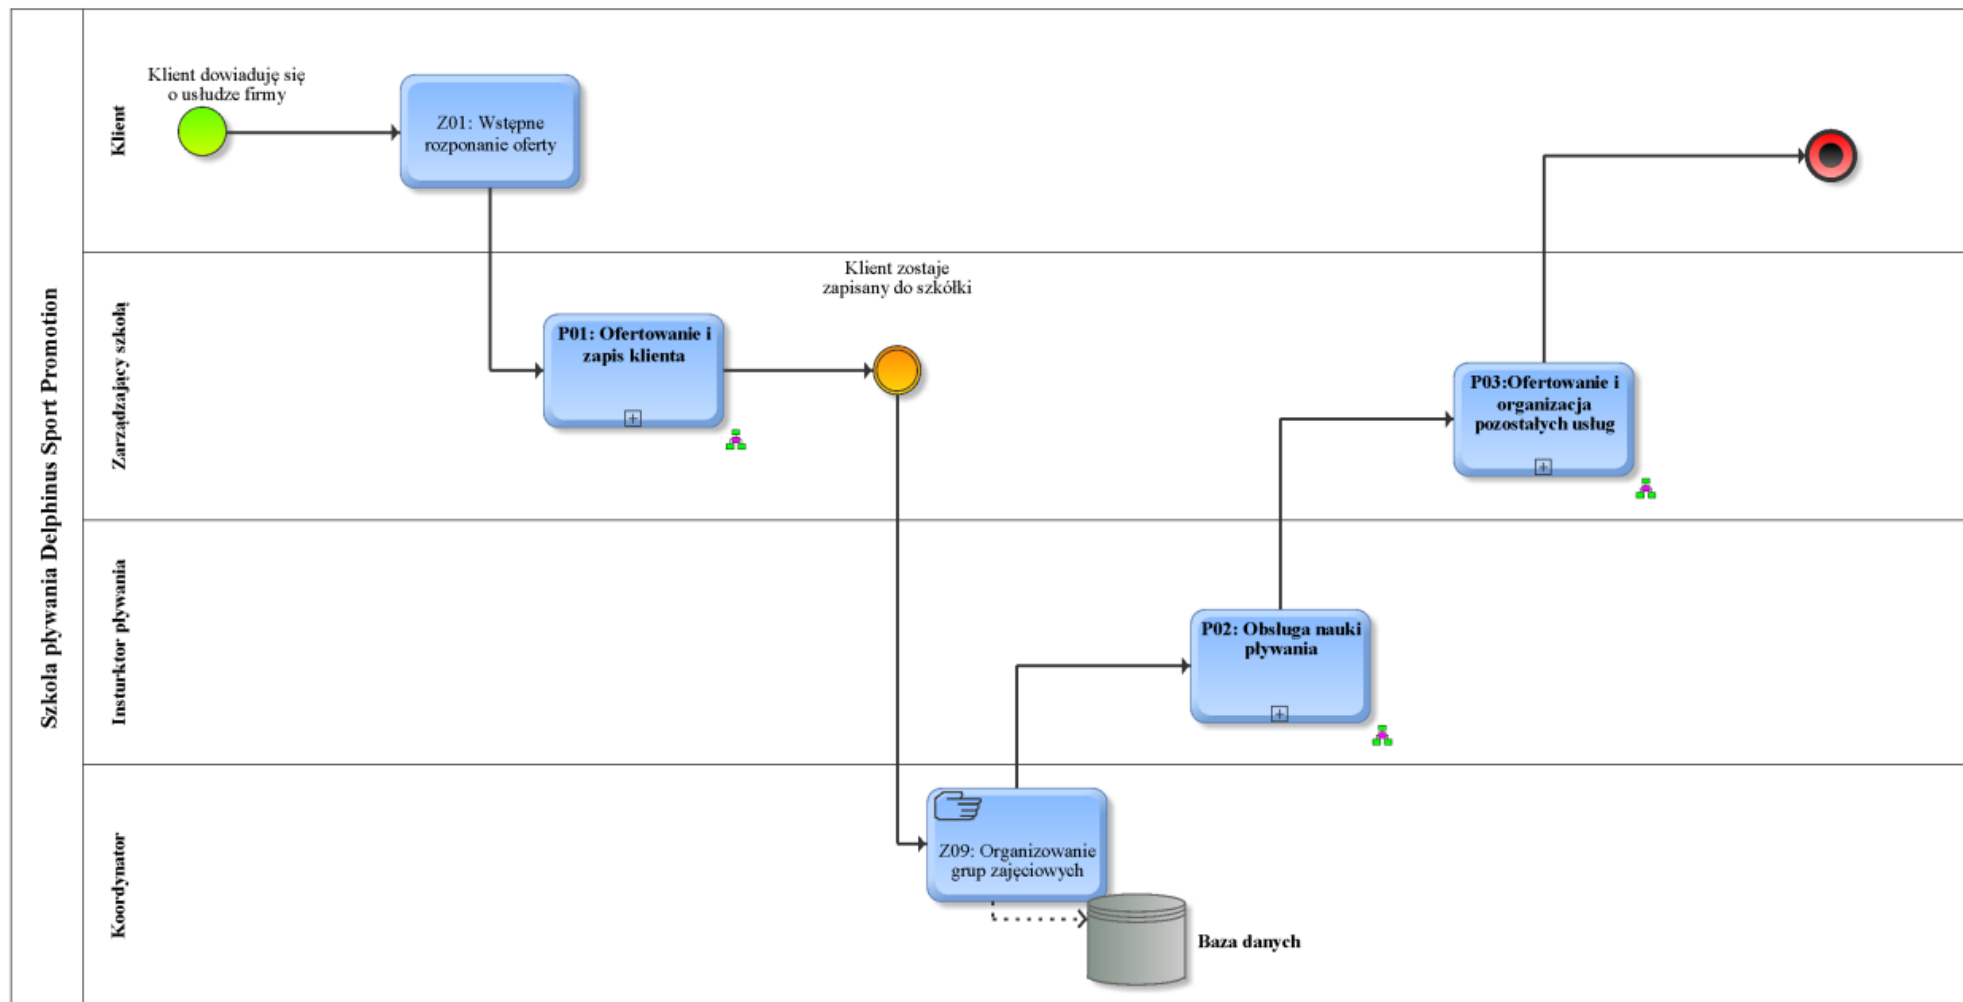 Szkoła pływania Delphinus Sport Promotion
Klient
Klient dowiaduję się
o usłudze firmy
Z01: Wstępne
rozponanie oferty
Zarządzający szkołą
P01: Ofertowanie i
zapis klienta
Klient zostaje
zapisany do szkółki
P03:Ofertowanie i
organizacja
pozostałych usług
Insturktor pływania
P02: Obsługa nauki
pływania
Koordynator
Z09: Organizowanie
grup zajęciowych
Baza danych